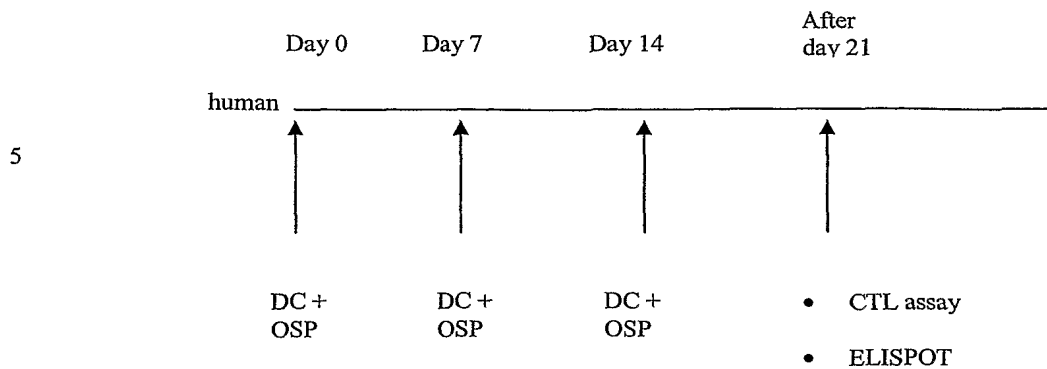 Day 0 Day 7 Day 14 After
day 21
human
5
DC + DC + DC + • CTL assay
OSP OSP OSP
• ELISPOT